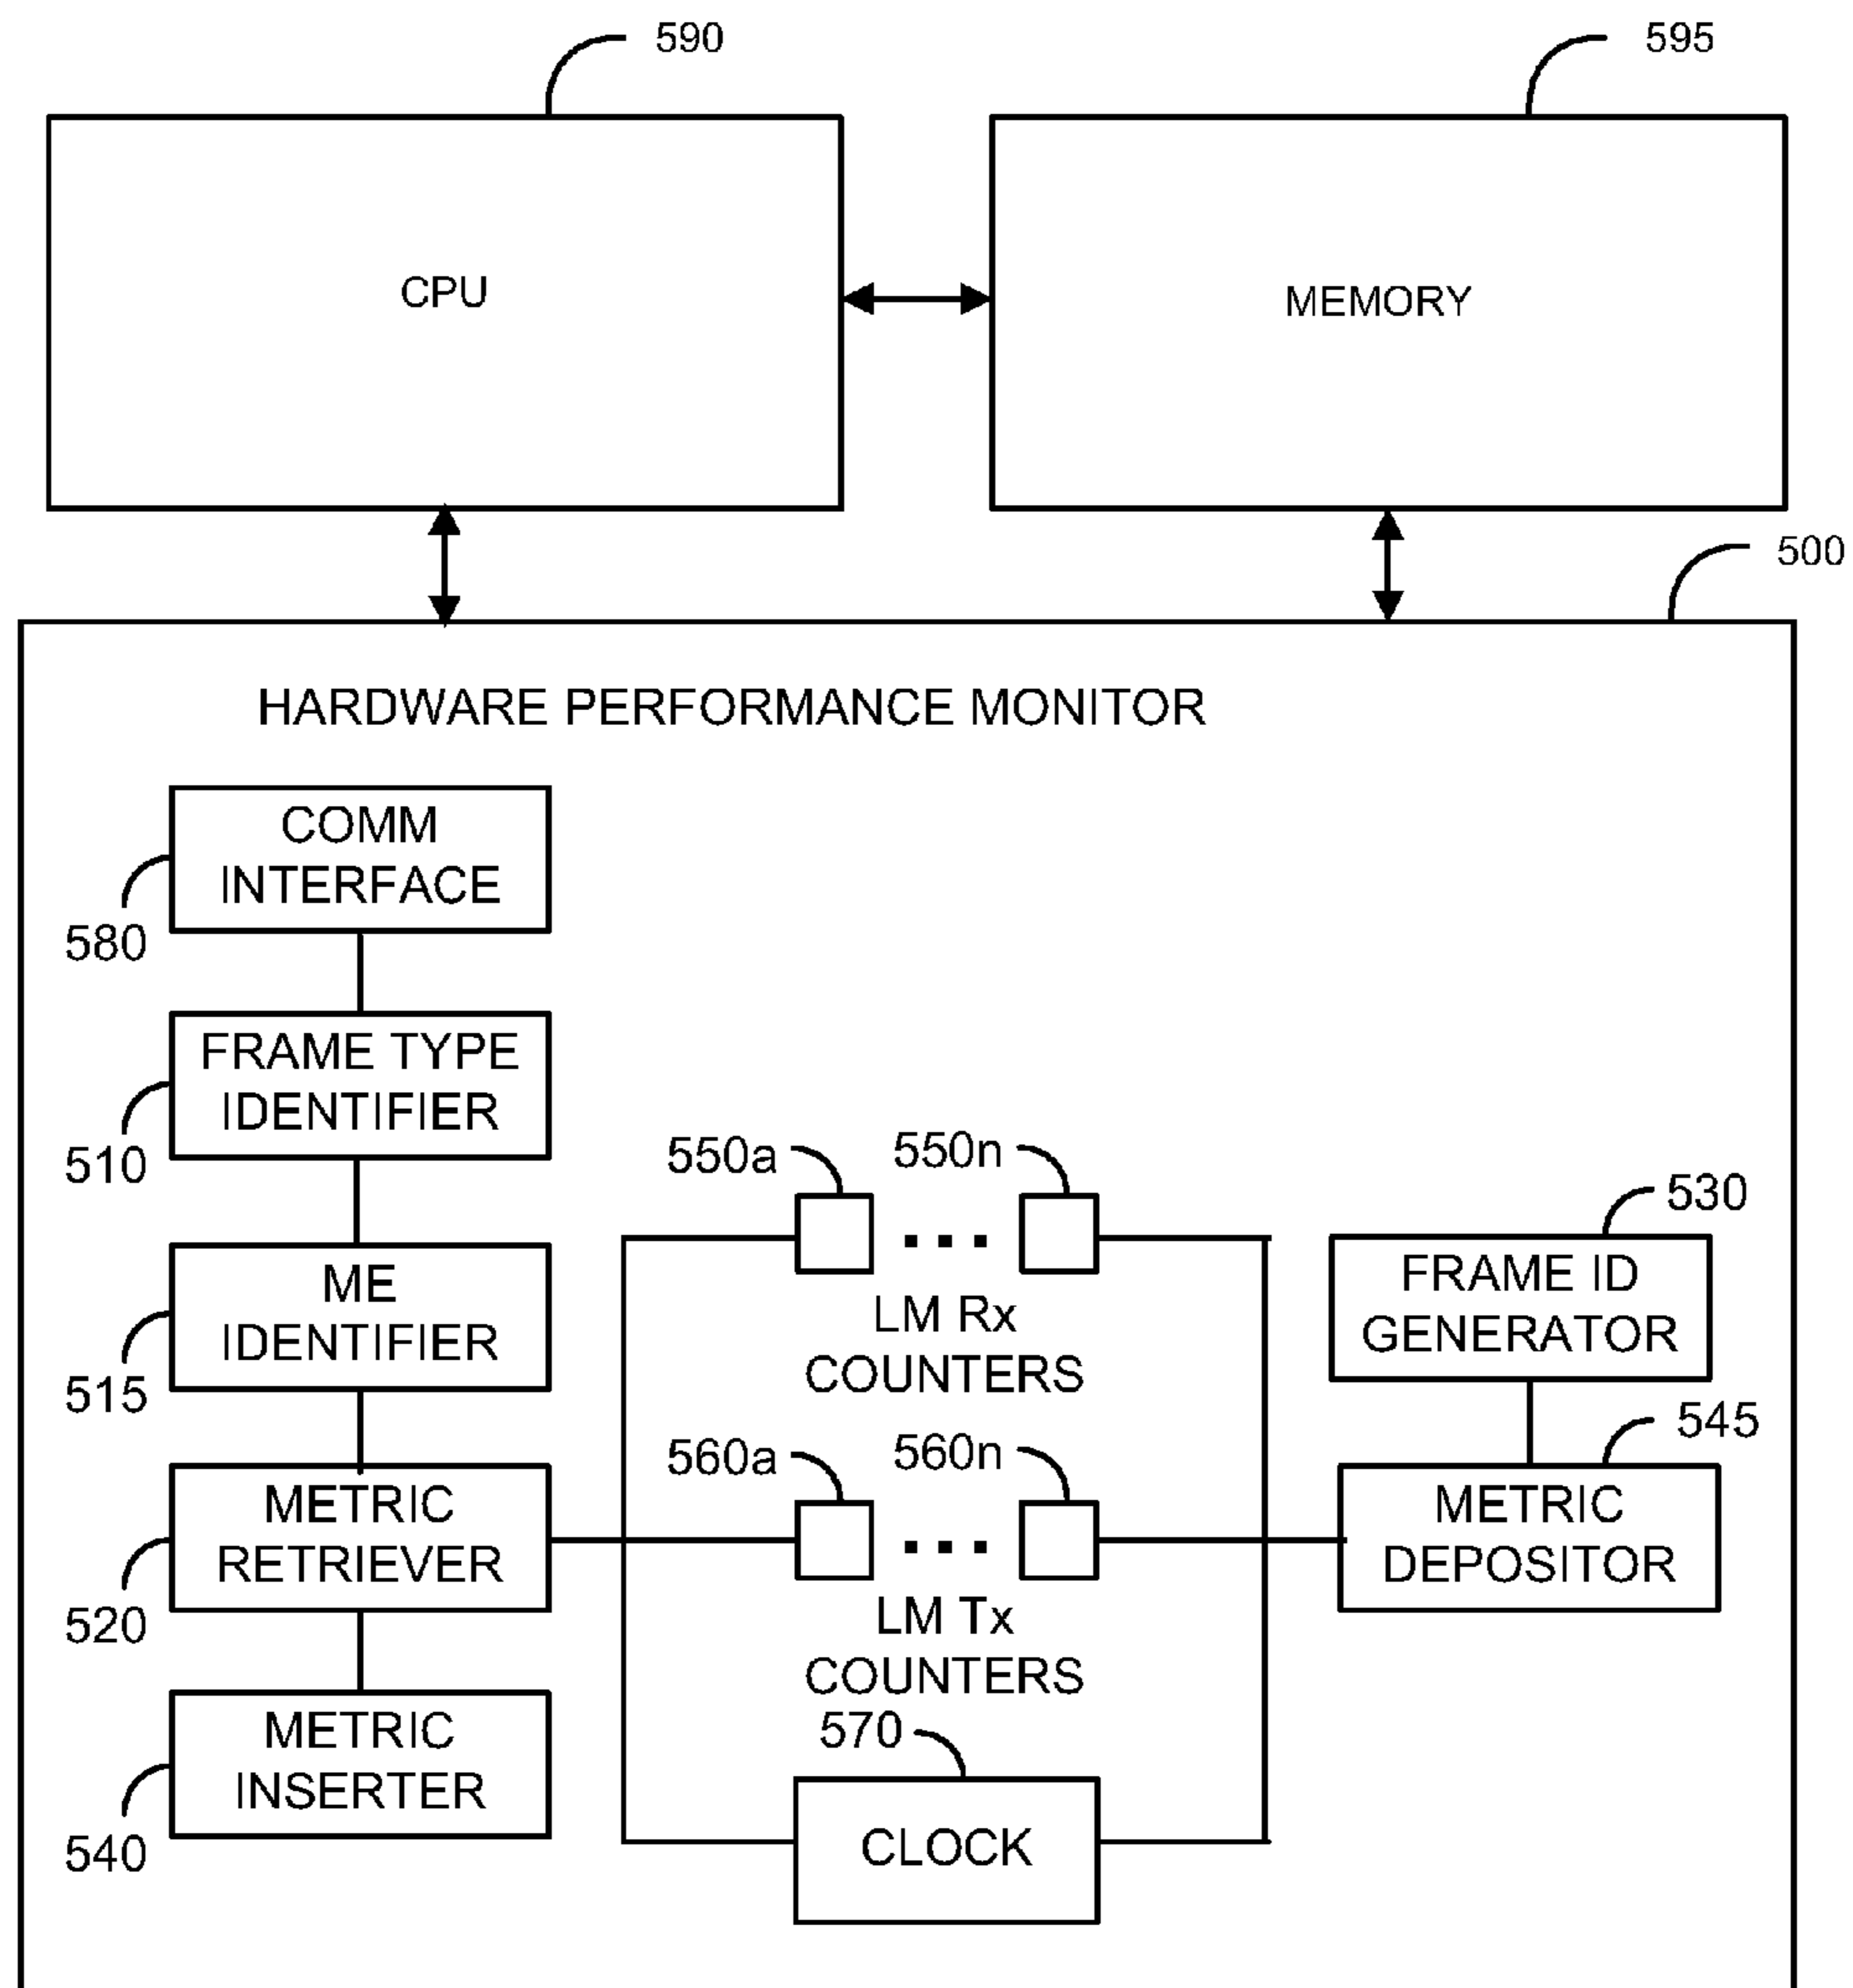 590
595
CPU
MEMORY
500
HARDWARE PERFORMANCE MONITOR
COMM
INTERFACE
580
FRAME TYPE
IDENTIFIER
510
550a
550n
530
ME
IDENTIFIER
515
LM Rx
COUNTERS
FRAME ID
GENERATOR
545
560a
560n
METRIC
RETRIEVER
520
METRIC
DEPOSITOR
LM Tx
COUNTERS
570
METRIC
INSERTER
540
CLOCK